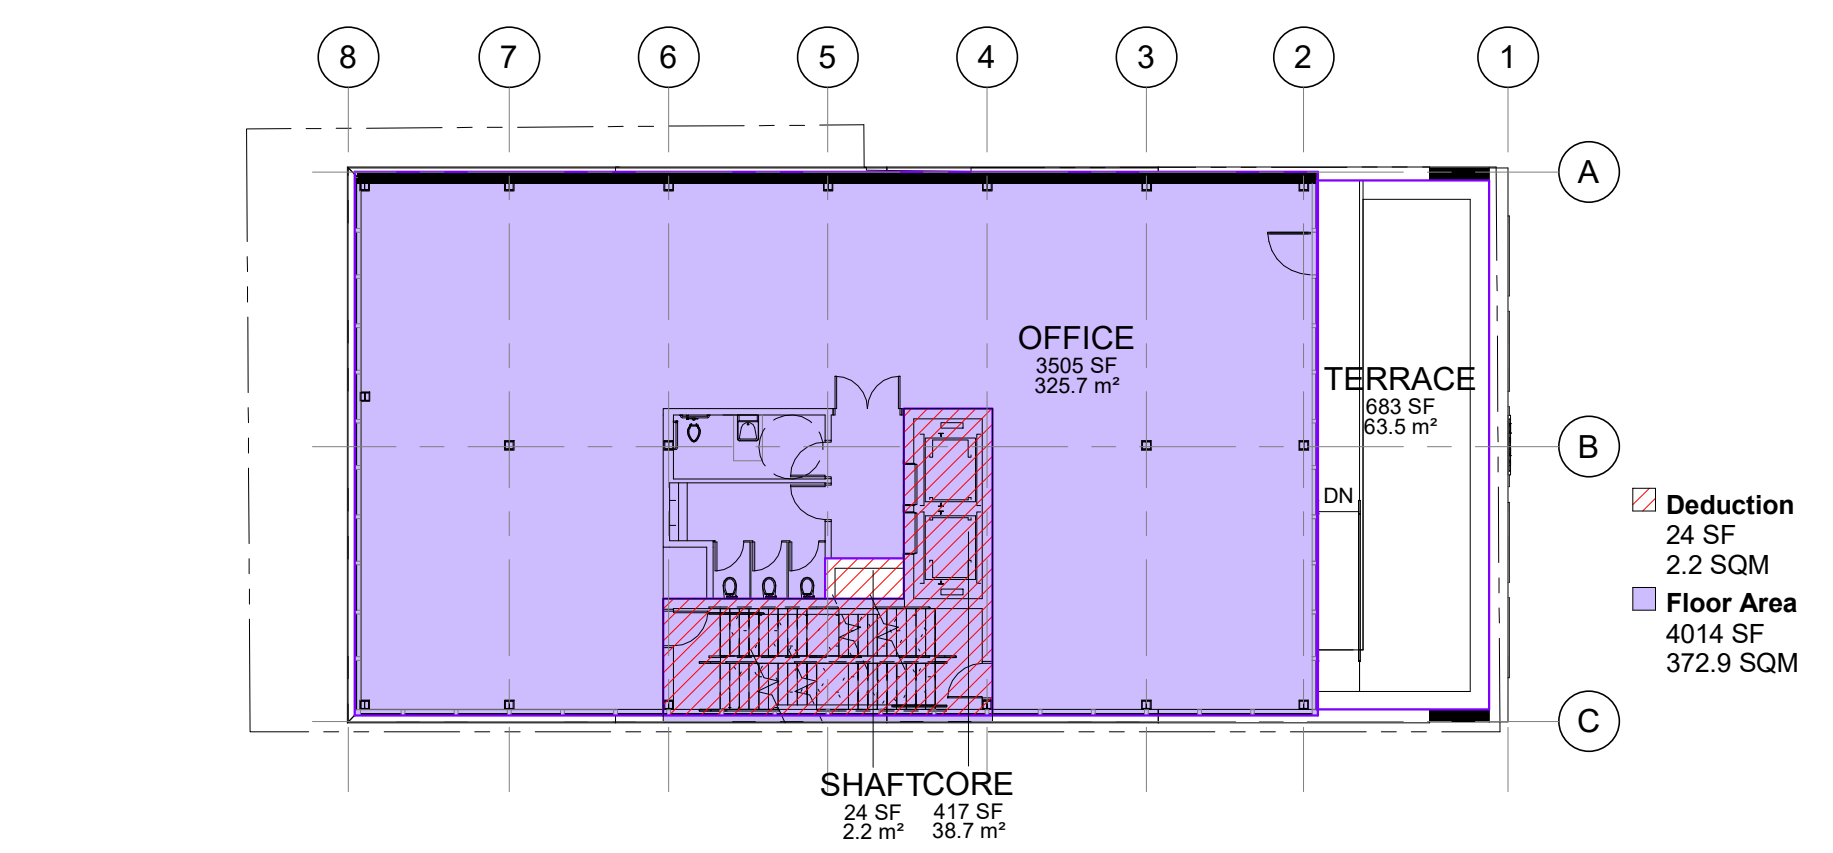 8 7 6 5 4 3 2 1
A
OFFICE
3505 SF
325.7 m²
TERRACE
683 SF
63.5 m²
B
DN
Deduction
24 SF
2.2 SQM
Floor Area
4014 SF
372.9 SQM
C
SHAFT
24 SF
2.2 m²
CORE
417 SF
38.7 m²